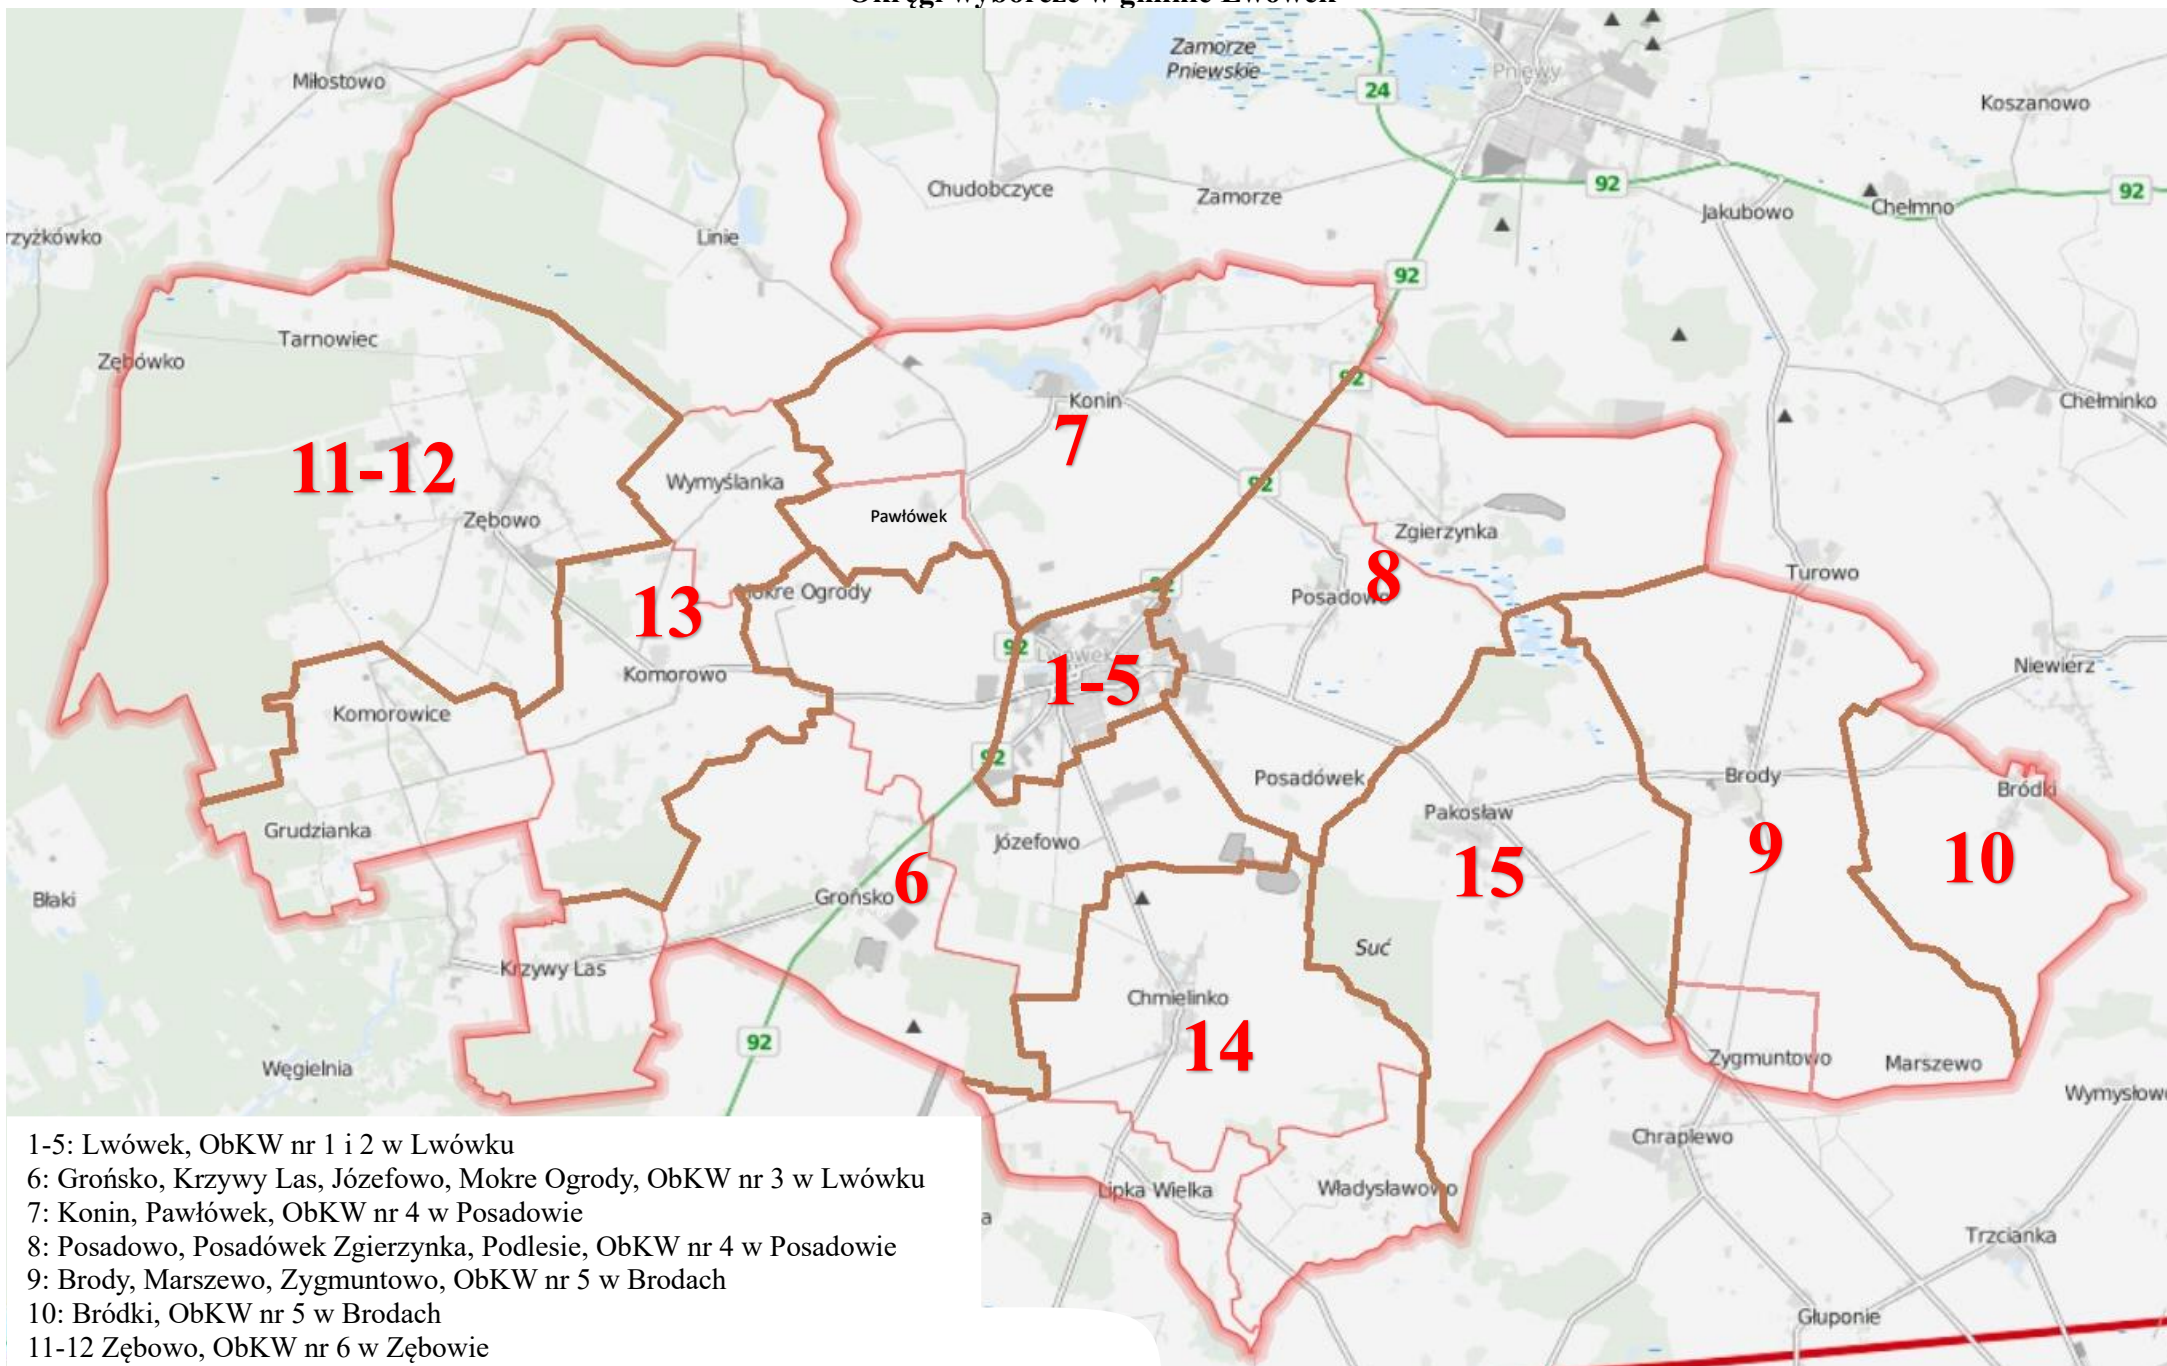 Okręgi wyborcze w gminie Lwówek
Miłostowo
Zamorze
Pniewskie
24
Pniewy
Koszanowo
Chudobczyce
Zamorze
92
92
Jakubowo
Chełmno
rzyżkówko
Linie
92
Tarnowiec
Zębówko
92
Konin
Chełminko
7
11-12
Wymyślanka
92
Pawłówek
Zębowo
Zgierzynka
8
Turowo
92
Mokre Ogrody
Posadowo
13
92
Lwówek
1-5
Komorowo
Niewierz
Komorowice
92
Posadówek
Brody
Bródki
Pakosław
Grudzianka
Józefowo
9
10
15
6
Błaki
Grońsko
Suć
Krzywy Las
Chmielinko
14
92
Węgielnia
Zygmuntowo
Marszewo
Wymysłowo
Chraplewo
Lipka Wielka
Władysławowo
a
Trzcianka
Głuponie
1-5: Lwówek, ObKW nr 1 i 2 w Lwówku
6: Grońsko, Krzywy Las, Józefowo, Mokre Ogrody, ObKW nr 3 w Lwówku
7: Konin, Pawłówek, ObKW nr 4 w Posadowie
8: Posadowo, Posadówek Zgierzynka, Podlesie, ObKW nr 4 w Posadowie
9: Brody, Marszewo, Zygmuntowo, ObKW nr 5 w Brodach
10: Bródki, ObKW nr 5 w Brodach
11-12 Zębowo, ObKW nr 6 w Zębowie